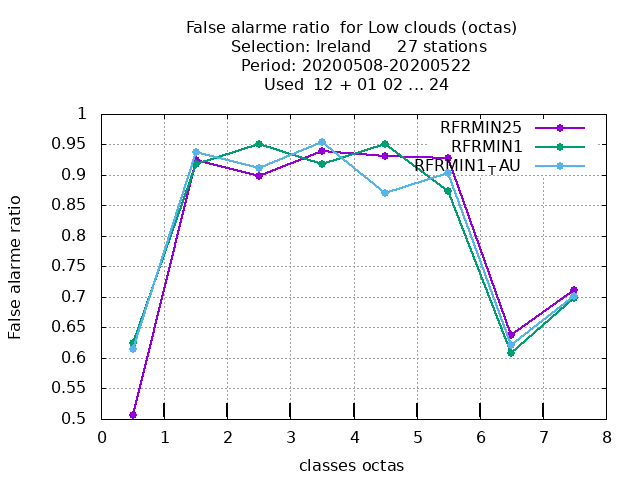 False alarme ratio  for Low clouds (octas)
Selection: Ireland     27 stations
Period: 20200508-20200522
Used  12 + 01 02 ... 24
RFRMIN25
RFRMIN1
RFRMIN1TAU
1
0.95
0.9
0.85
0.8
0.75
0.7
0.65
0.6
0.55
0.5
False alarme ratio
0 1 2 3 4 5 6 7 8
classes octas